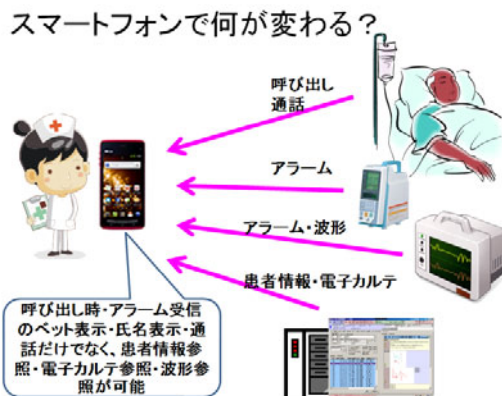 スマートフォンで何が変わる？
呼び出し
通話
アラーム
アラーム・波形
患者情報・電子カルテ
呼び出し時・アラーム受信
のベット表示・氏名表示・通
話だけでなく、患者情報参
照・電子カルテ参照・波形参
照が可能